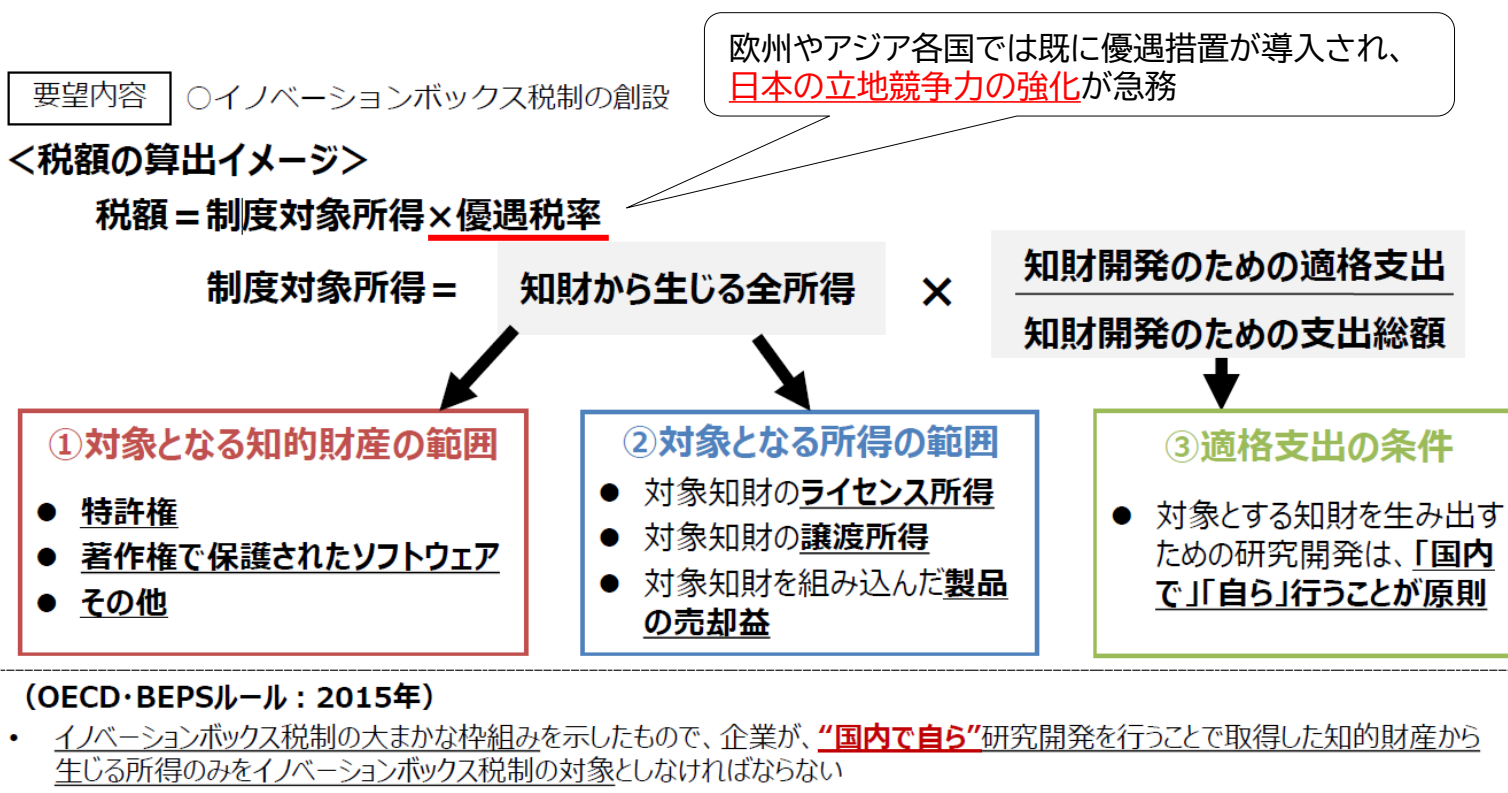 欧州やアジア各国では既に優遇措置が導入され、
日本の立地競争力の強化が急務
要望内容
○イノベーションボックス税制の創設
＜税額の算出イメージ＞
税額＝制度対象所得×優遇税率
制度対象所得＝
知財から生じる全所得
×
知財開発のための適格支出
知財開発のための支出総額
①対象となる知的財産の範囲
● 特許権
● 著作権で保護されたソフトウェア
● その他
②対象となる所得の範囲
● 対象知財のライセンス所得
● 対象知財の譲渡所得
● 対象知財を組み込んだ製品
の売却益
③適格支出の条件
● 対象とする知財を生み出す
ための研究開発は、「国内
で」「自ら」行うことが原則
（OECD・BEPSルール：2015年）
• イノベーションボックス税制の大まかな枠組みを示したもので、企業が、“国内で自ら”研究開発を行うことで取得した知的財産から
生じる所得のみをイノベーションボックス税制の対象としなければならない